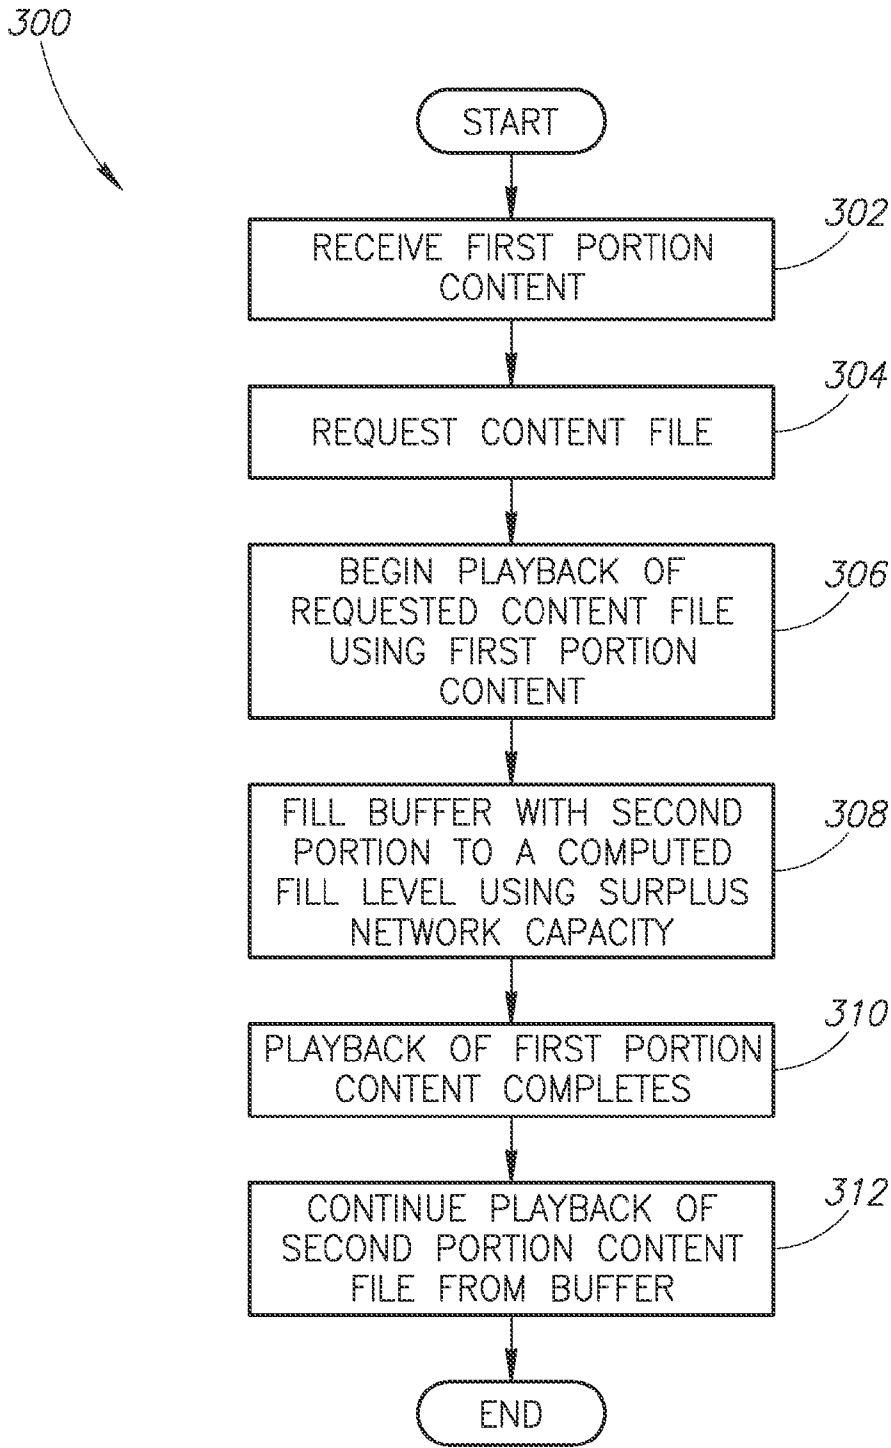 300
START
302
RECEIVE FIRST PORTION
CONTENT
304
REQUEST CONTENT FILE
306
BEGIN PLAYBACK OF
REQUESTED CONTENT FILE
USING FIRST PORTION
CONTENT
308
FILL BUFFER WITH SECOND
PORTION TO A COMPUTED
FILL LEVEL USING SURPLUS
NETWORK CAPACITY
310
PLAYBACK OF FIRST PORTION
CONTENT COMPLETES
312
CONTINUE PLAYBACK OF
SECOND PORTION CONTENT
FILE FROM BUFFER
END